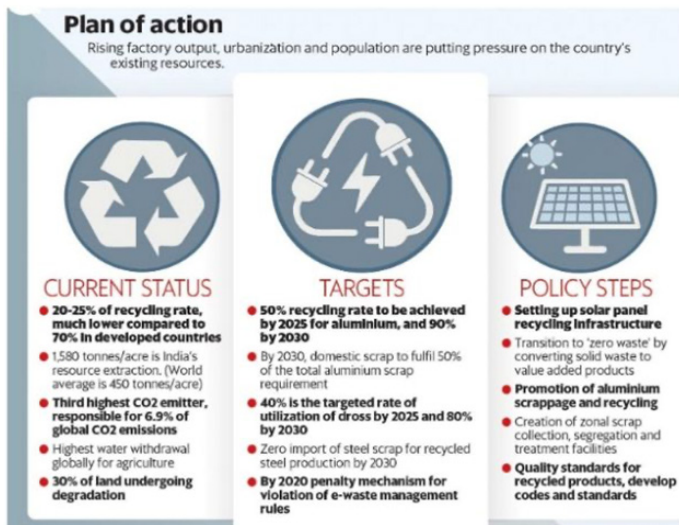 Plan of action
Rising factory output, urbanization and population are putting pressure on the country's
existing resources.
CURRENT STATUS
20-25% of recycling rate,
much lower compared to
70% in developed countries
1,580 tonnes/acre is India's
resource extraction. (World
average is 450 tonnes/acre)
Third highest CO2 emitter,
responsible for 6.9% of
global CO2 emissions
Highest water withdrawal
globally for agriculture
30% of land undergoing
degradation
TARGETS
50% recycling rate to be achieved
by 2025 for aluminium, and 90%
by 2030
By 2030, domestic scrap to fulfil 50%
of the total aluminium scrap
requirement
40% is the targeted rate of
utilization of dross by 2025 and 80%
by 2030
Zero import of steel scrap for recycled
steel production by 2030
By 2020 penalty mechanism for
violation of e-waste management
rules
POLICY STEPS
Setting up solar panel
recycling infrastructure
Transition to 'zero waste' by
converting solid waste to
value added products
Promotion of aluminium
scrappage and recycling
Creation of zonal scrap
collection, segregation and
treatment facilities
Quality standards for
recycled products, develop
codes and standards